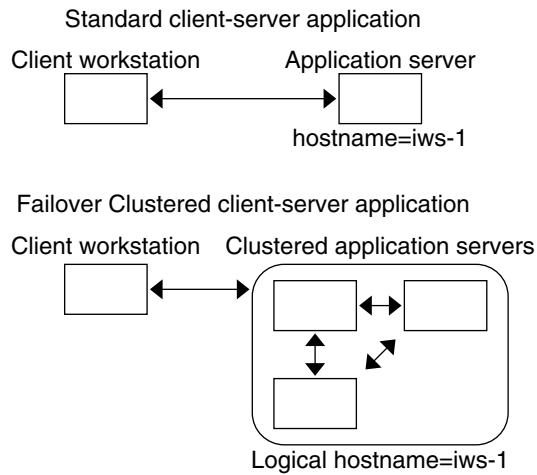 Standard client-server application
Client workstation
Application server
hostname=iws-1
Failover Clustered client-server application
Client workstation
Clustered application servers
Logical hostname=iws-1